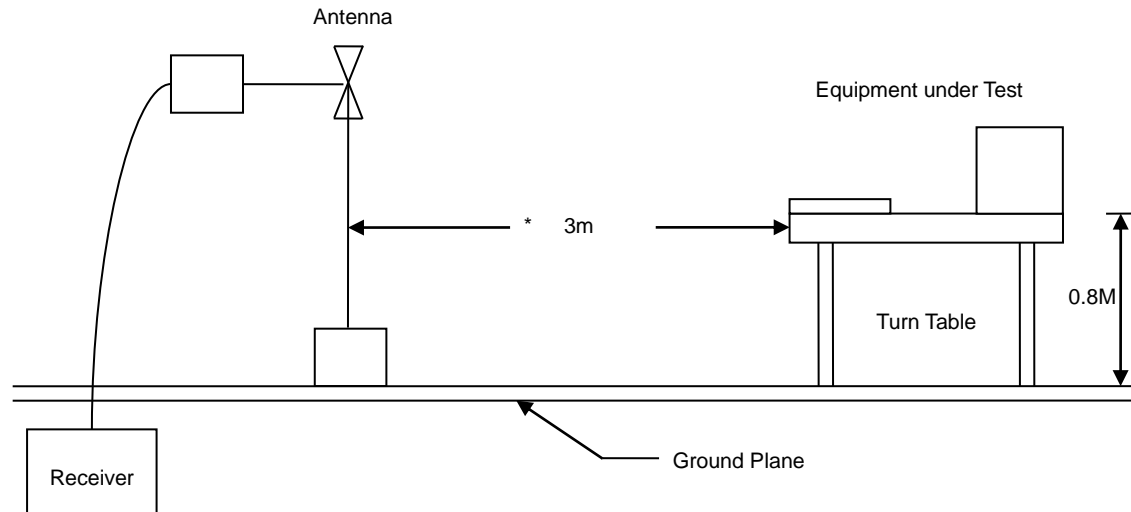 Antenna
Equipment under Test
* 3m
0.8M
Turn Table
Ground Plane
Receiver